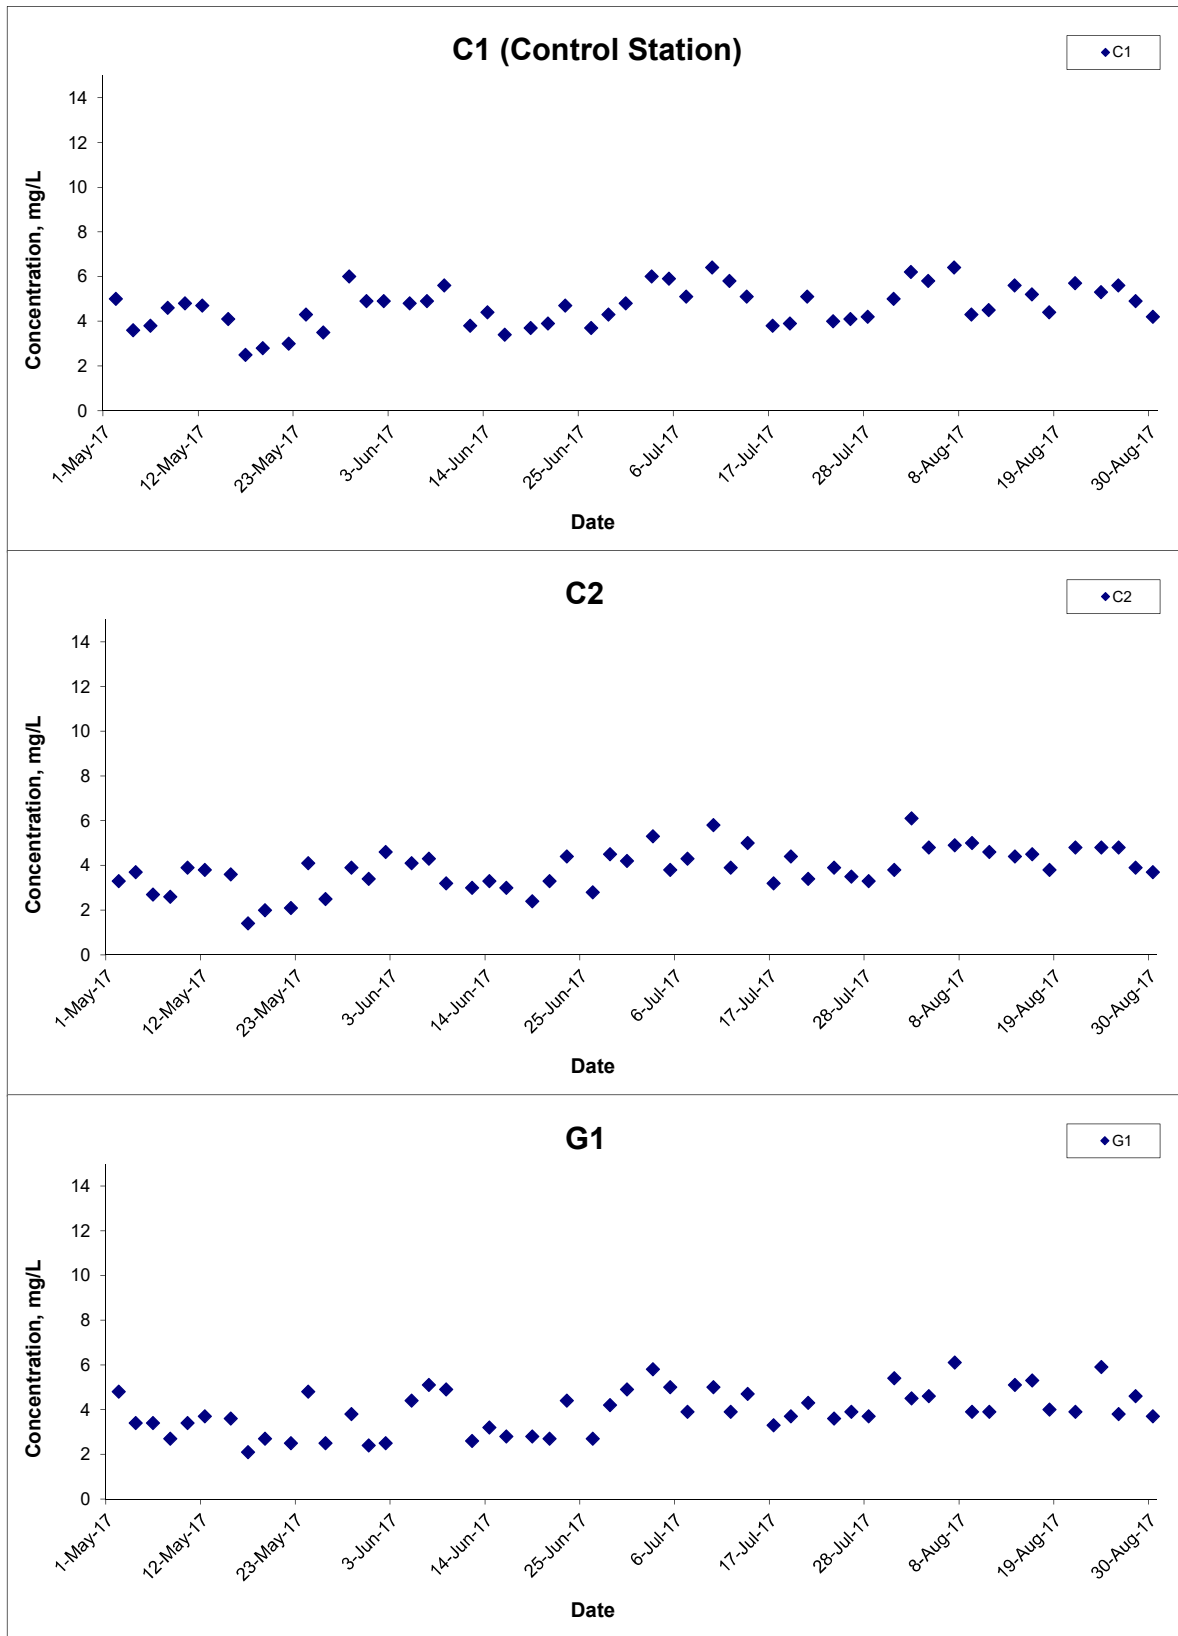 C1 (Control Station)
C1
14
12
10
8
6
4
2
0
Concentration, mg/L
1-May-17
12-May-17
23-May-17
3-Jun-17
14-Jun-17
25-Jun-17
6-Jul-17
17-Jul-17
28-Jul-17
8-Aug-17
19-Aug-17
30-Aug-17
Date
C2
C2
14
12
10
8
6
4
2
0
Concentration, mg/L
1-May-17
12-May-17
23-May-17
3-Jun-17
14-Jun-17
25-Jun-17
6-Jul-17
17-Jul-17
28-Jul-17
8-Aug-17
19-Aug-17
30-Aug-17
Date
G1
G1
14
12
10
8
6
4
2
0
Concentration, mg/L
1-May-17
12-May-17
23-May-17
3-Jun-17
14-Jun-17
25-Jun-17
6-Jul-17
17-Jul-17
28-Jul-17
8-Aug-17
19-Aug-17
30-Aug-17
Date